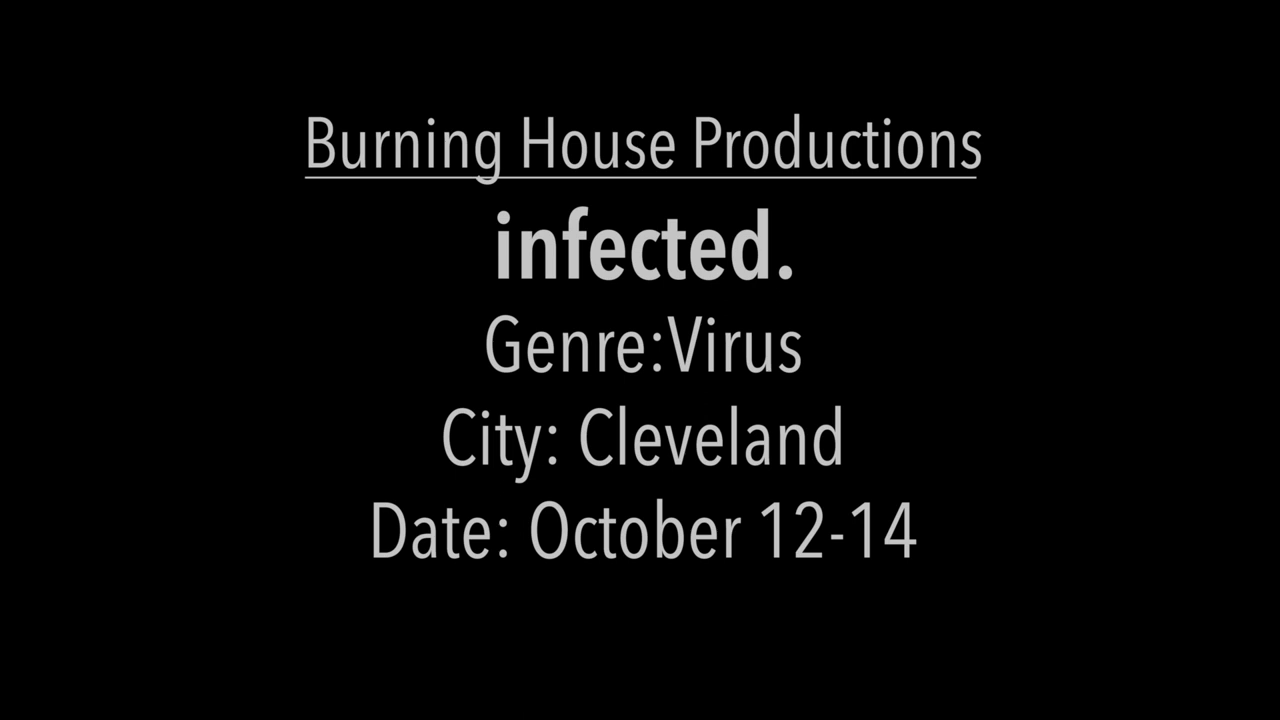 Burning House Productions
infected.
Genre:Virus
City: Cleveland
Date: October 12-14